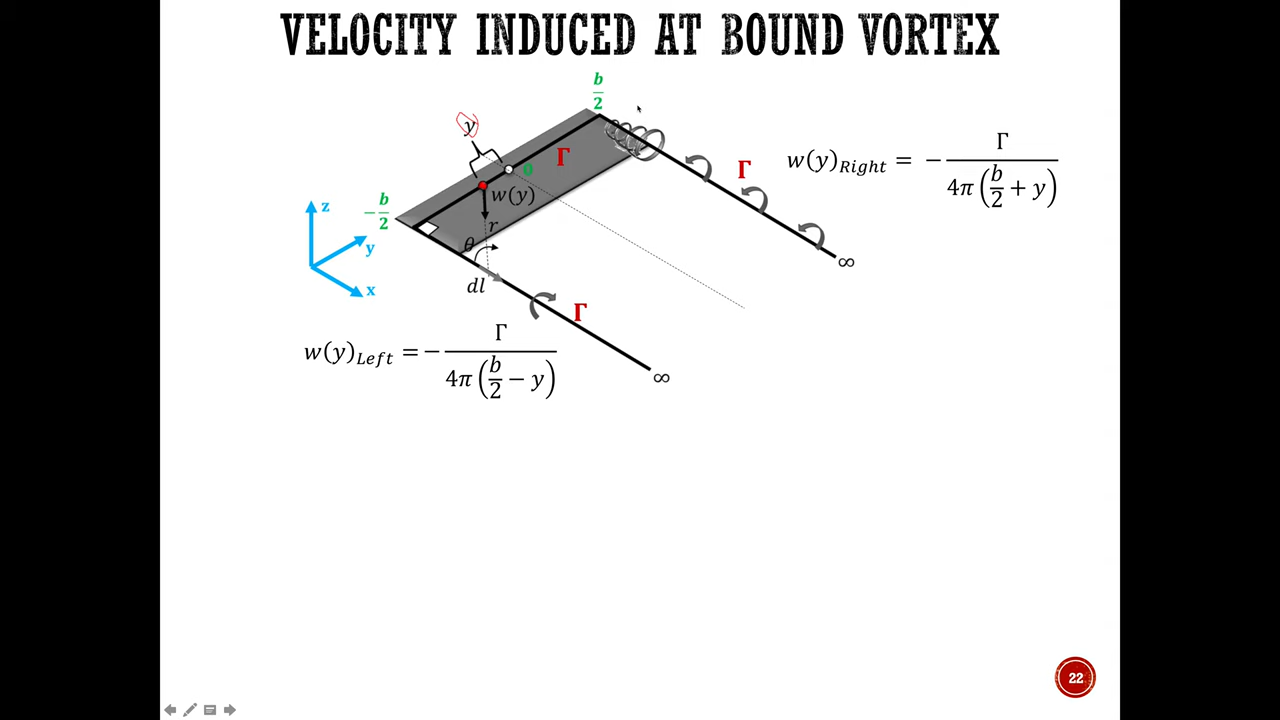 VELOCITY INDUCED AT BOUND VORTEX
b/2
y
Γ
0
w(y)
Γ
w(y)_Right = − Γ / 4π(b/2 + y)
−b/2
z
y
x
r
θ
dl
∞
Γ
w(y)_Left = − Γ / 4π(b/2 − y)
∞
22